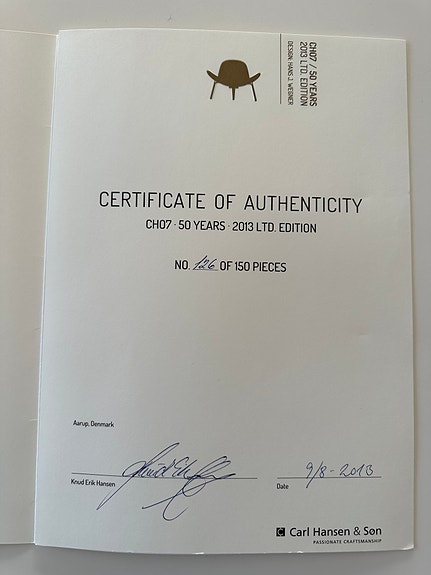 CH07 / 50 YEARS
2013 LTD. EDITION
DESIGN: HANS J. WEGNER
CERTIFICATE OF AUTHENTICITY
CH07 · 50 YEARS · 2013 LTD. EDITION
NO. 126 OF 150 PIECES
Aarup, Denmark
Knud Erik Hansen
9/8-2013
Date
Carl Hansen & Søn
PASSIONATE CRAFTSMANSHIP